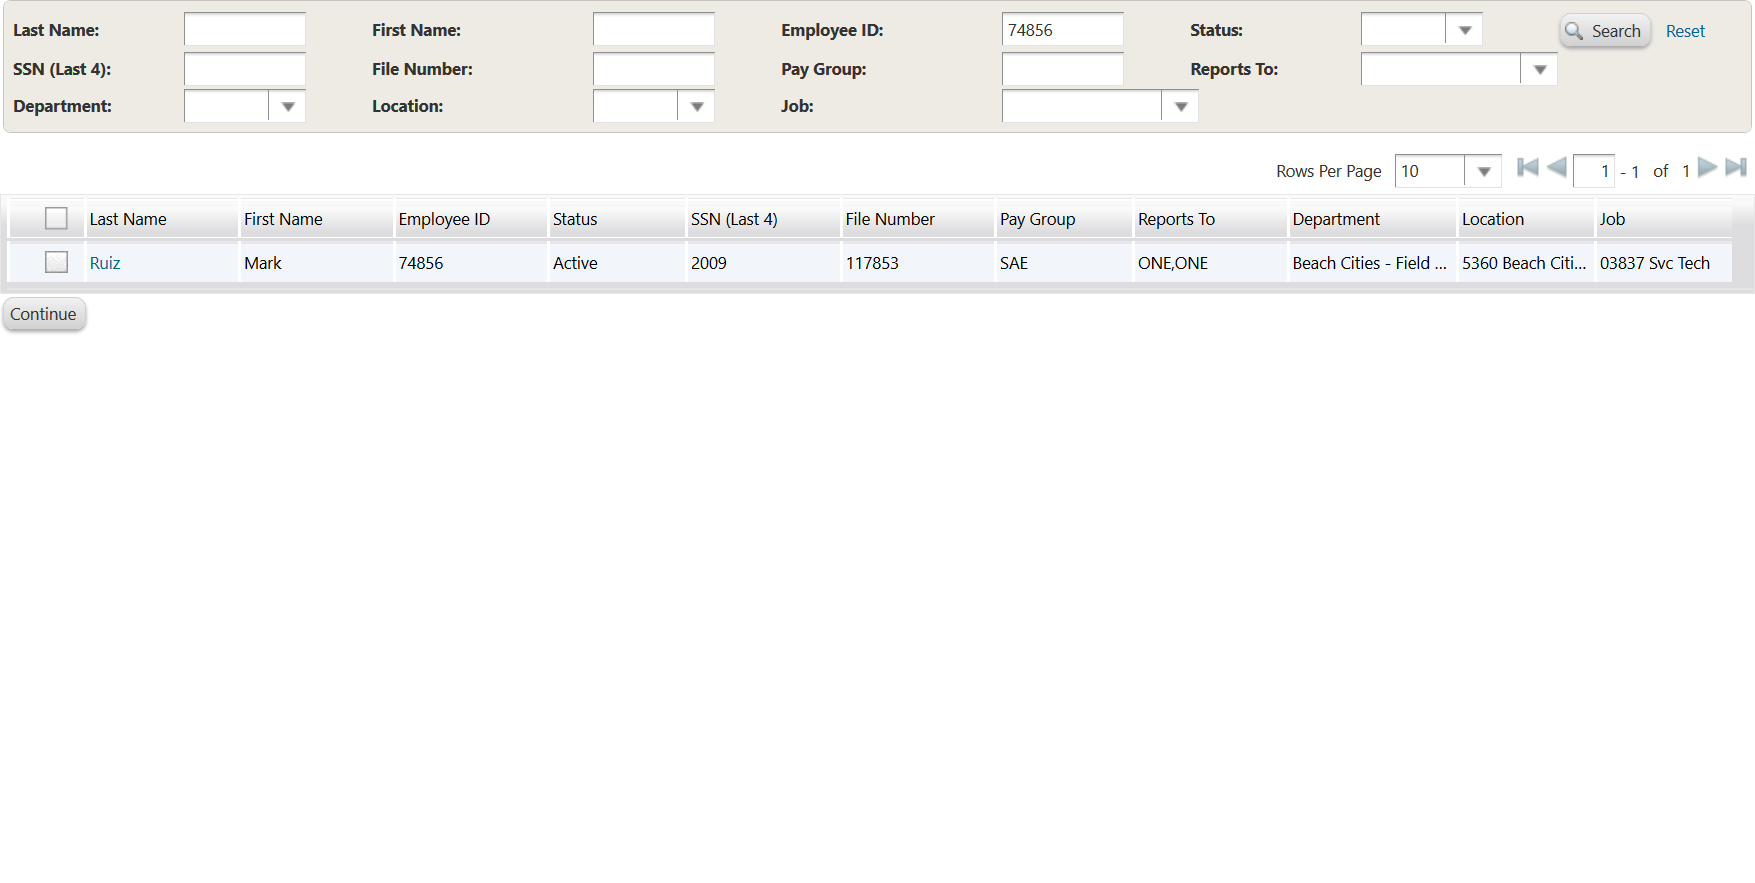 Last Name: First Name: Employee ID: 74856 Status: Search Reset
SSN (Last 4): File Number: Pay Group: Reports To:
Department: Location: Job:
Rows Per Page 10 1 - 1 of 1
Last Name First Name Employee ID Status SSN (Last 4) File Number Pay Group Reports To Department Location Job
Ruiz Mark 74856 Active 2009 117853 SAE ONE,ONE Beach Cities - Field ... 5360 Beach Citi... 03837 Svc Tech
Continue